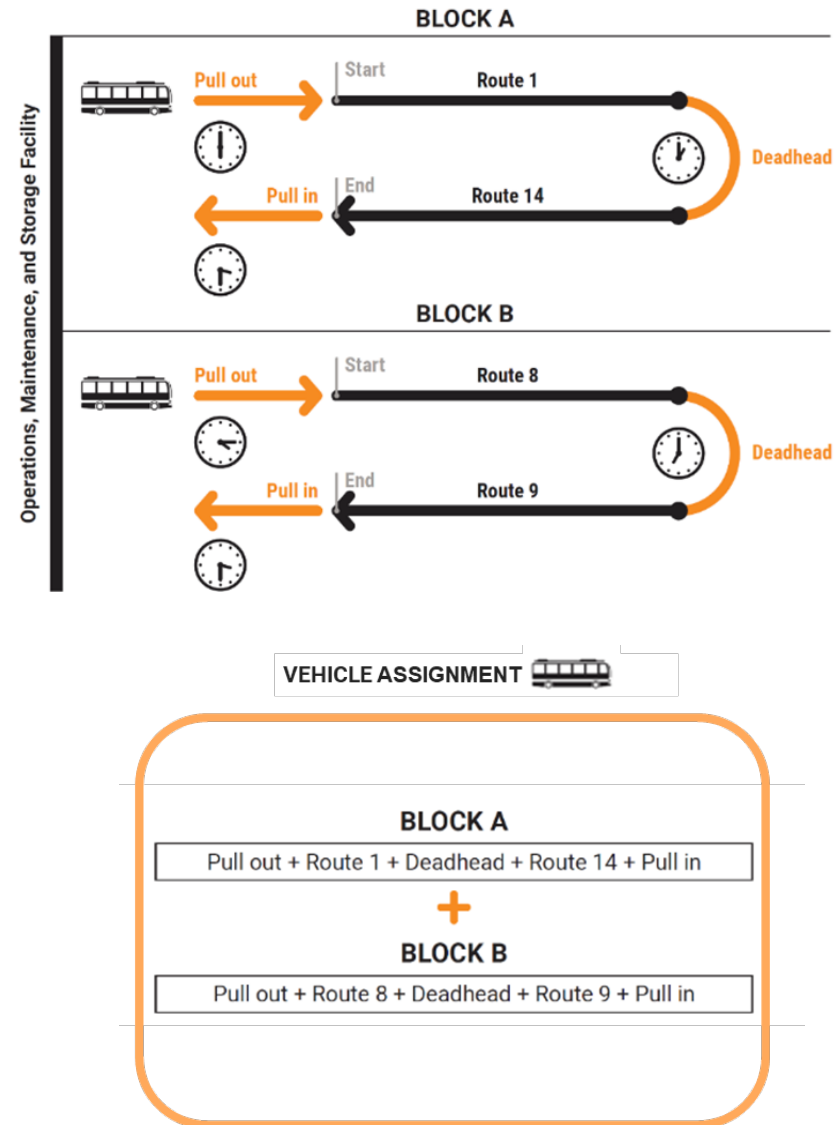 BLOCK A
Operations, Maintenance, and Storage Facility
Pull out
Start
Route 1
Deadhead
Pull in
End
Route 14
BLOCK B
Pull out
Start
Route 8
Deadhead
Pull in
End
Route 9
VEHICLE ASSIGNMENT
BLOCK A
Pull out + Route 1 + Deadhead + Route 14 + Pull in
+
BLOCK B
Pull out + Route 8 + Deadhead + Route 9 + Pull in